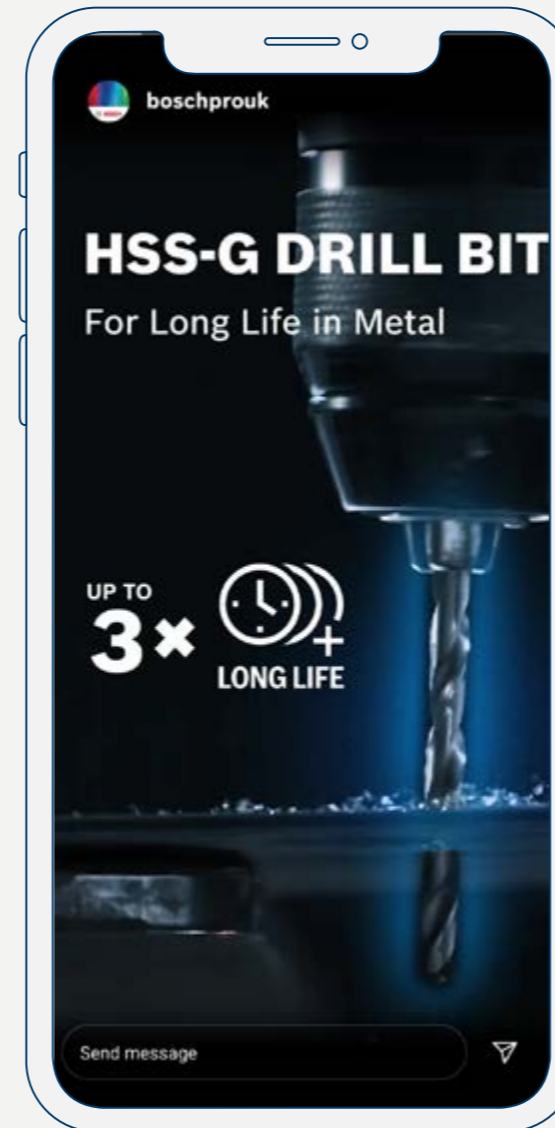 boschprouk
HSS-G DRILL BIT
For Long Life in Metal
UP TO
3×
LONG LIFE
Send message